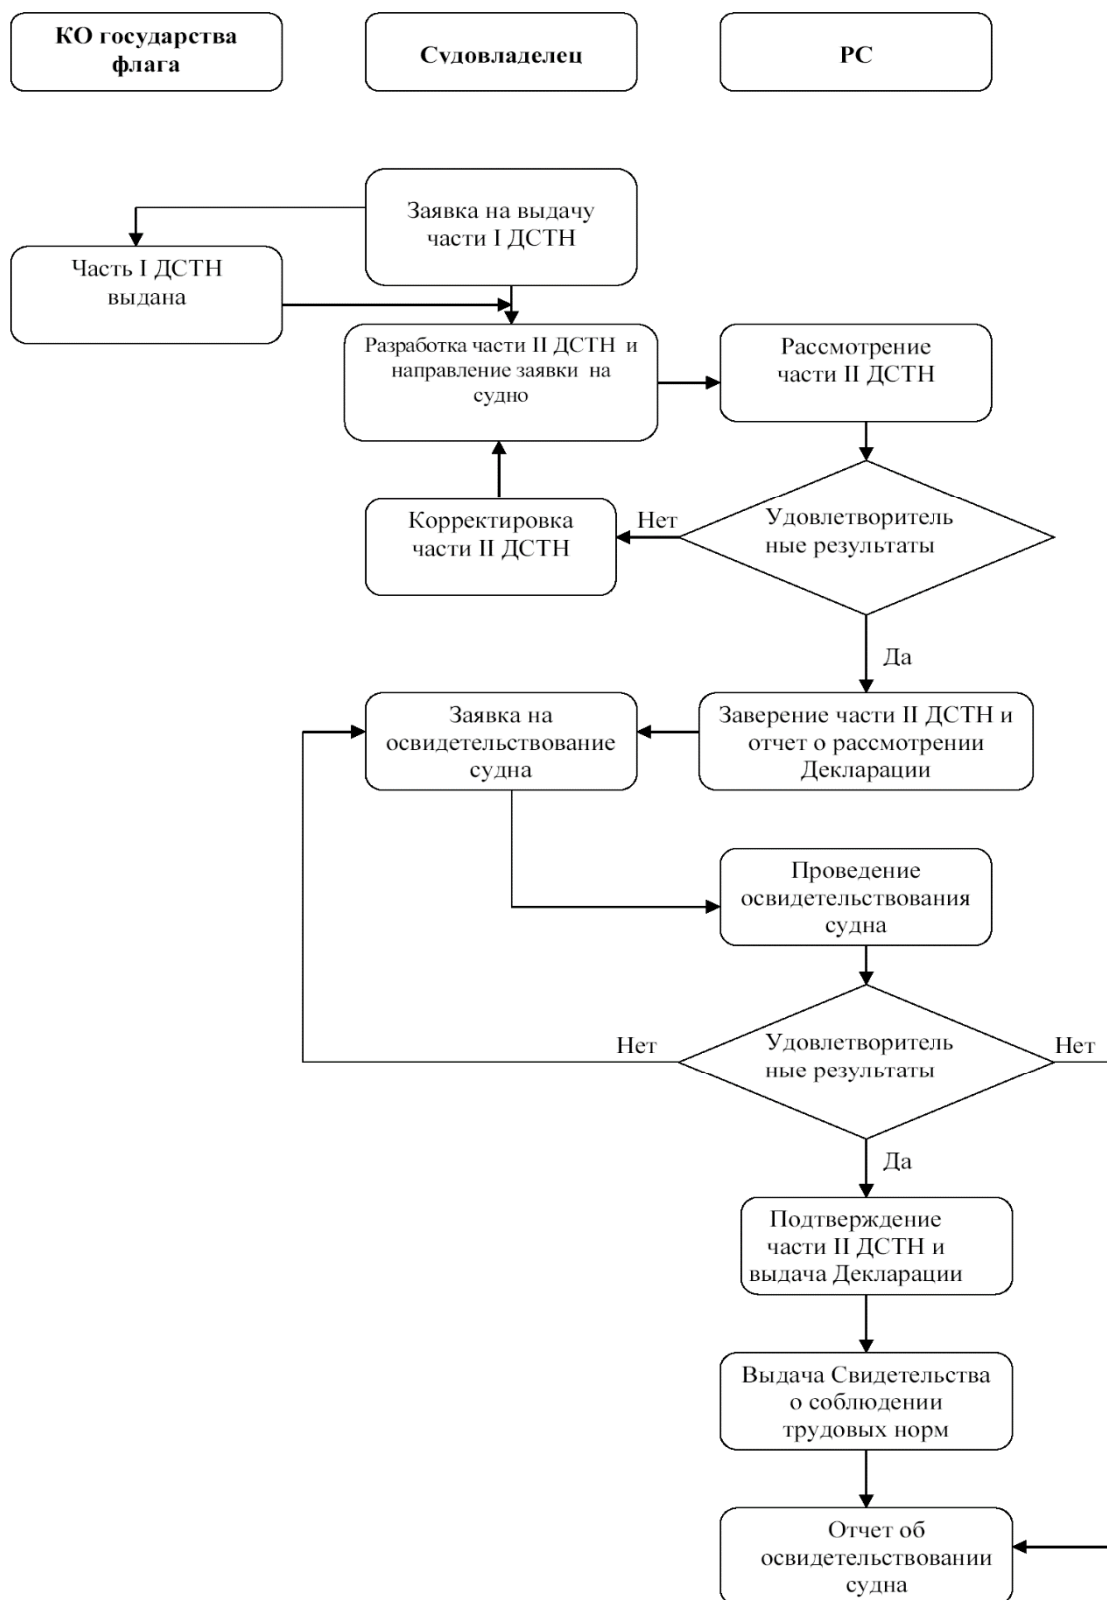 КО государства
флага
Судовладелец
РС
Заявка на выдачу
части I ДСТН
Часть I ДСТН
выдана
Разработка части II ДСТН и
направление заявки на
судно
Рассмотрение
части II ДСТН
Корректировка
части II ДСТН
Нет
Удовлетворитель
ные результаты
Да
Заявка на
освидетельствование
судна
Заверение части II ДСТН и
отчет о рассмотрении
Декларации
Проведение
освидетельствования
судна
Нет
Удовлетворитель
ные результаты
Нет
Да
Подтверждение
части II ДСТН и
выдача Декларации
Выдача Свидетельства
о соблюдении
трудовых норм
Отчет об
освидетельствовании
судна